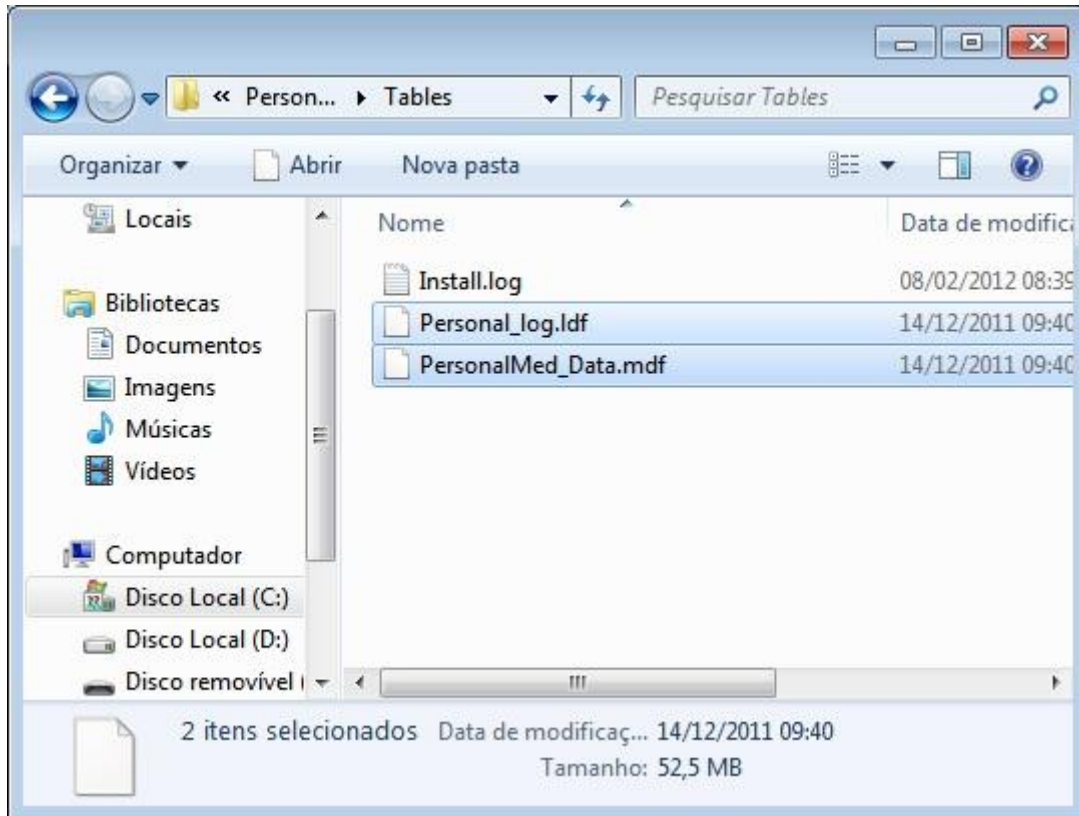 « Person... Tables Pesquisar Tables
Organizar Abrir Nova pasta
Locais
Bibliotecas
Documentos
Imagens
Músicas
Vídeos
Computador
Disco Local (C:)
Disco Local (D:)
Disco removível (
Nome Data de modifica
Install.log 08/02/2012 08:39
Personal_log.ldf 14/12/2011 09:40
PersonalMed_Data.mdf 14/12/2011 09:40
2 itens selecionados Data de modificaç... 14/12/2011 09:40
Tamanho: 52,5 MB